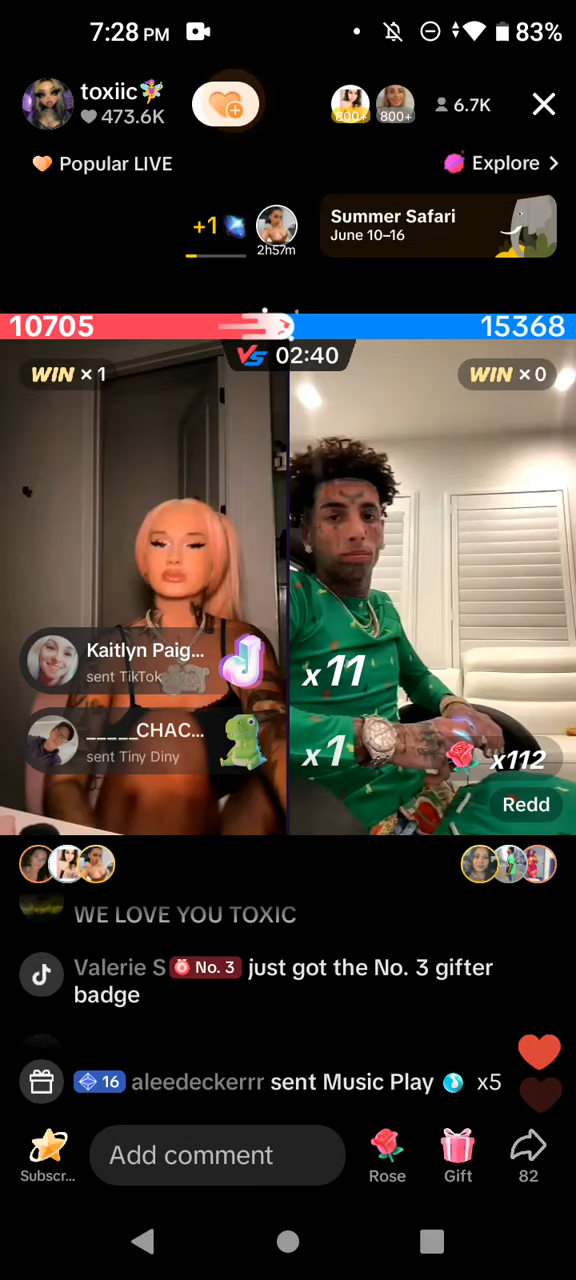 7:28 PM
83%
toxiic
473.6K
800+
800+
6.7K
Popular LIVE
Explore
+1
2h57m
Summer Safari
June 10–16
10705
15368
VS 02:40
WIN × 1
WIN × 0
Kaitlyn Paig...
sent TikTok
x11
_____CHAC...
sent Tiny Diny
x1
x112
Redd
WE LOVE YOU TOXIC
Valerie S No. 3 just got the No. 3 gifter
badge
16 aleedeckerrr sent Music Play x5
Add comment
Subscr...
Rose
Gift
82